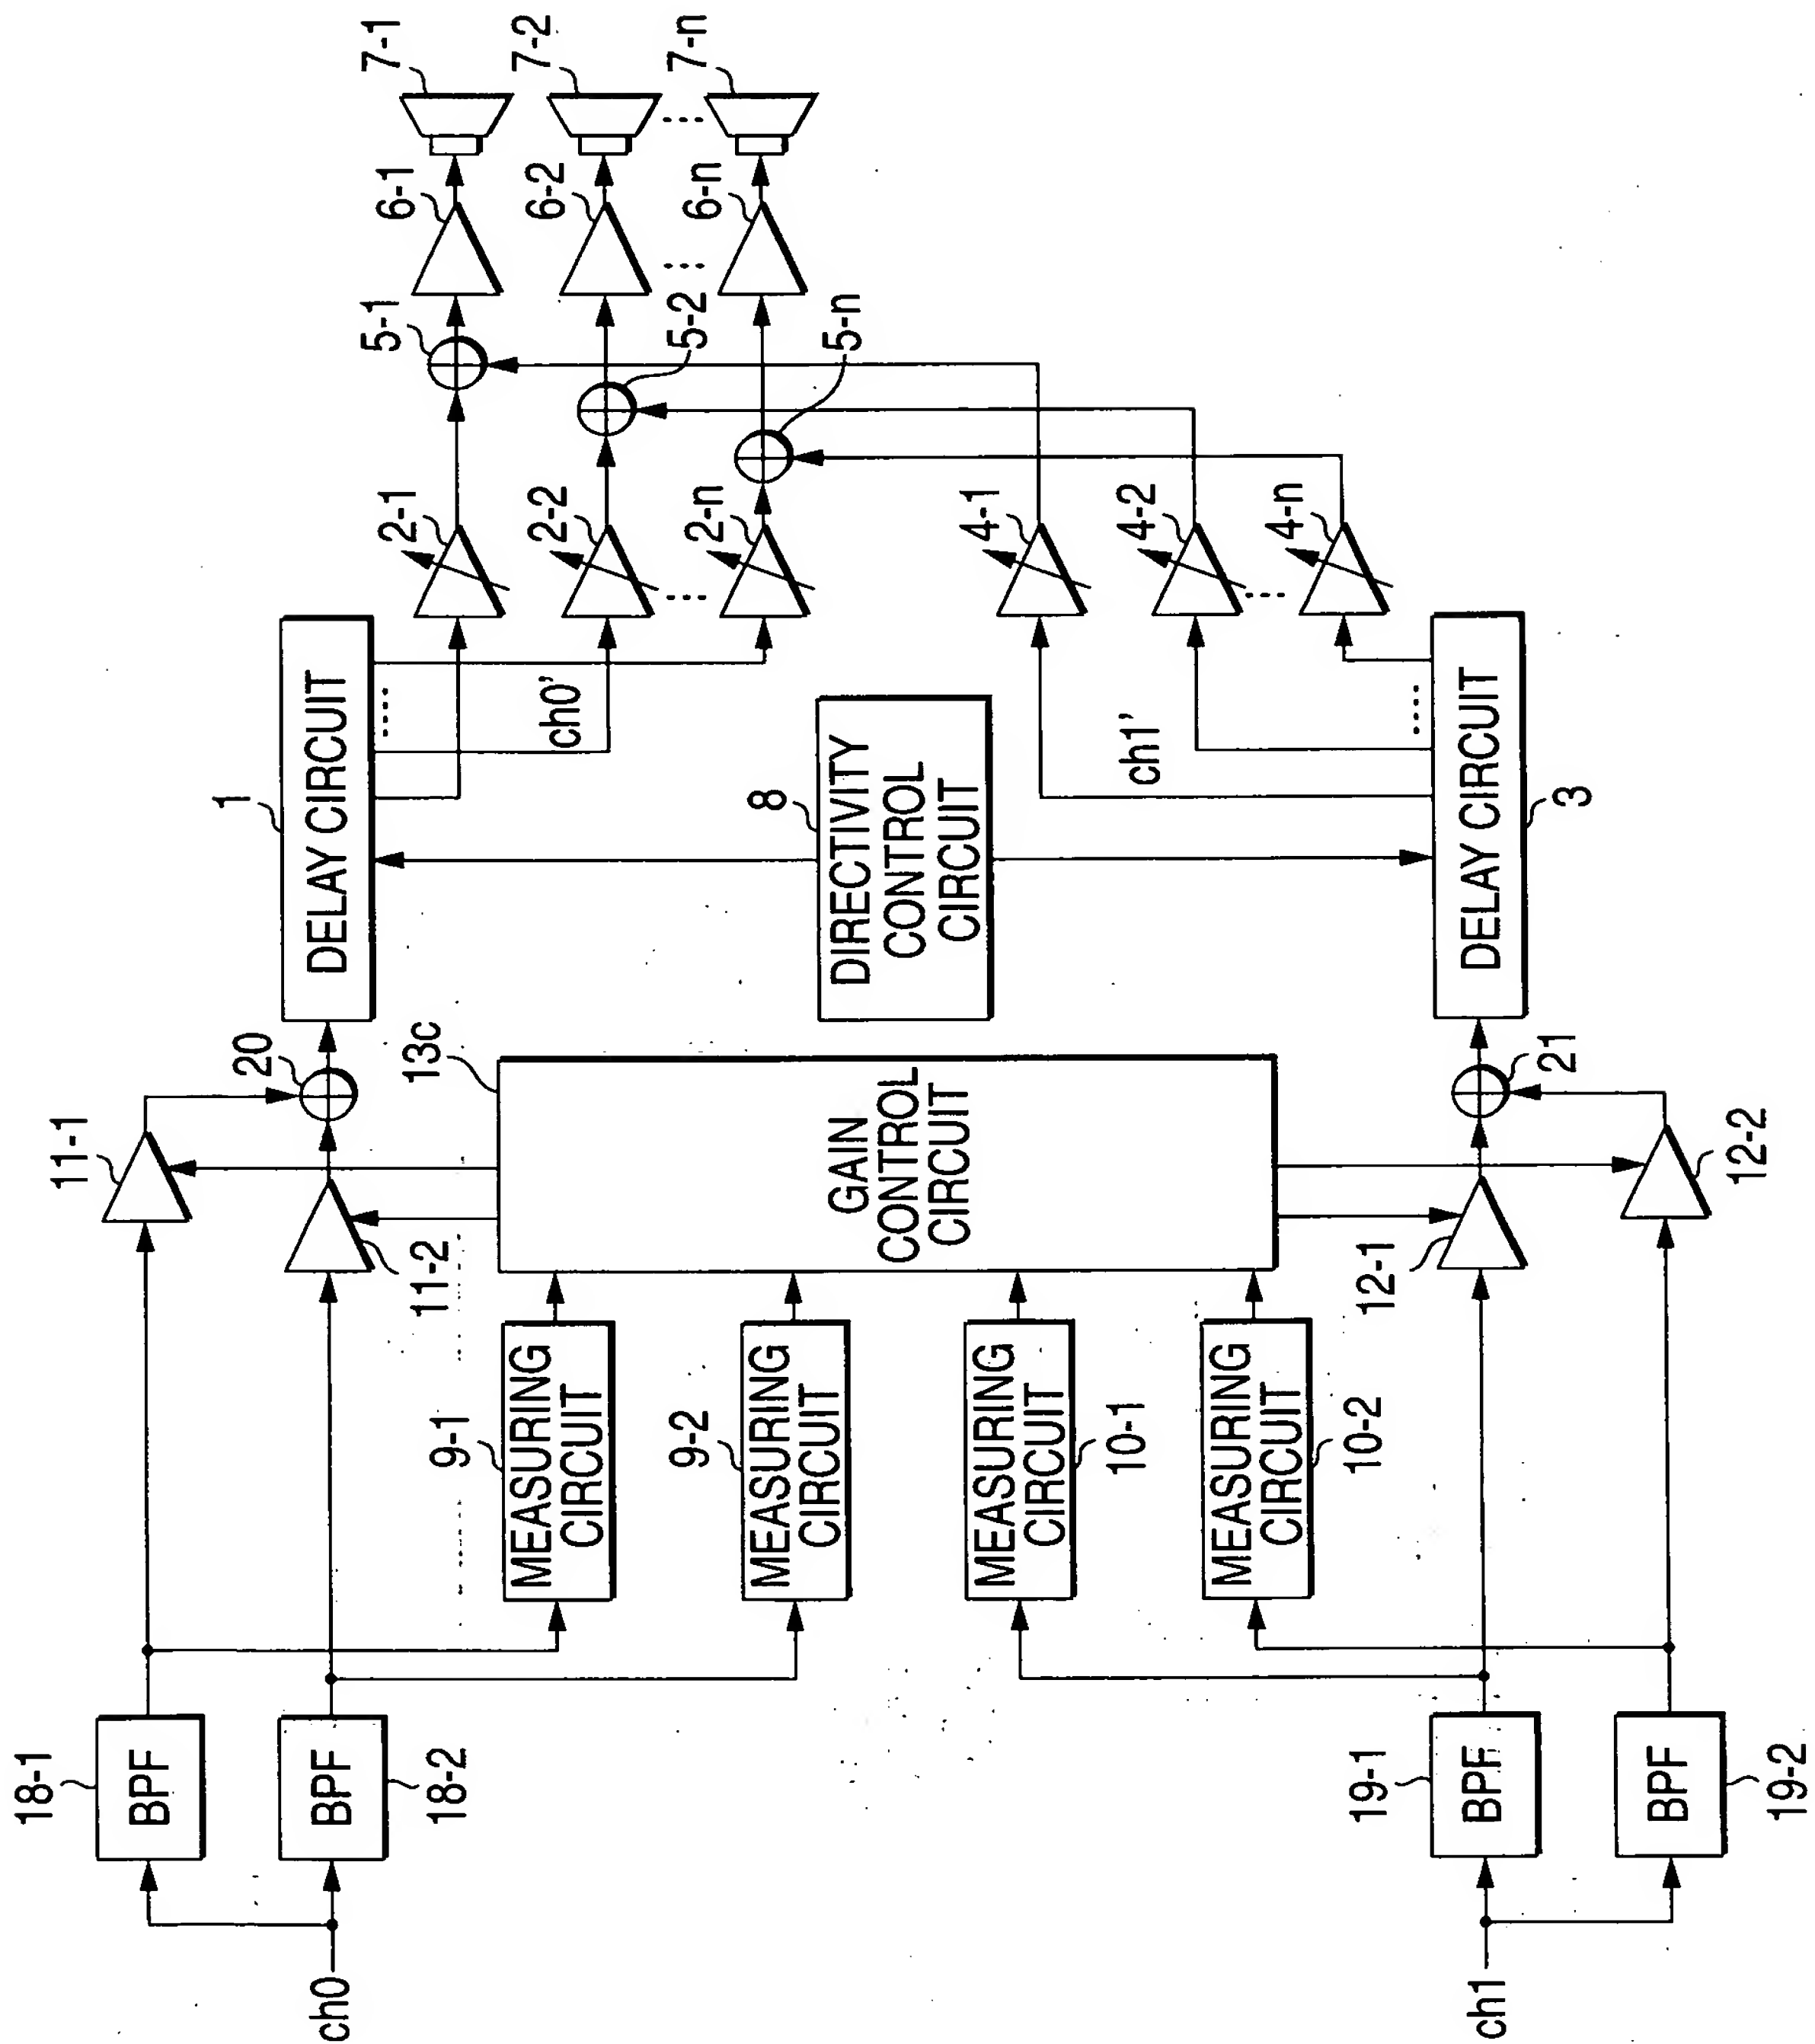 ch0
18-1
BPF
BPF
18-2
11-1
11-2
20
1
DELAY CIRCUIT
ch0'
2-1
2-2
2-n
5-1
5-2
5-n
6-1
6-2
6-n
7-1
7-2
7-n
9-1
MEASURING
CIRCUIT
9-2
MEASURING
CIRCUIT
MEASURING
CIRCUIT
10-1
MEASURING
CIRCUIT
10-2
13c
GAIN
CONTROL
CIRCUIT
8
DIRECTIVITY
CONTROL
CIRCUIT
ch1'
4-1
4-2
4-n
ch1
19-1
BPF
BPF
19-2
12-1
12-2
21
DELAY CIRCUIT
3